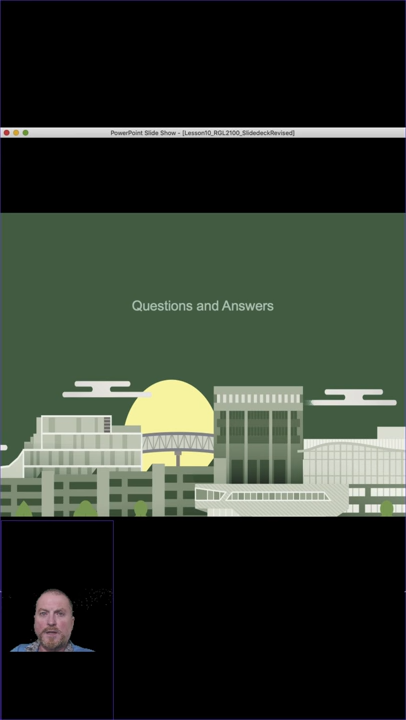 PowerPoint Slide Show - [Lesson10_RGL2100_SlidedeckRevised]
Questions and Answers